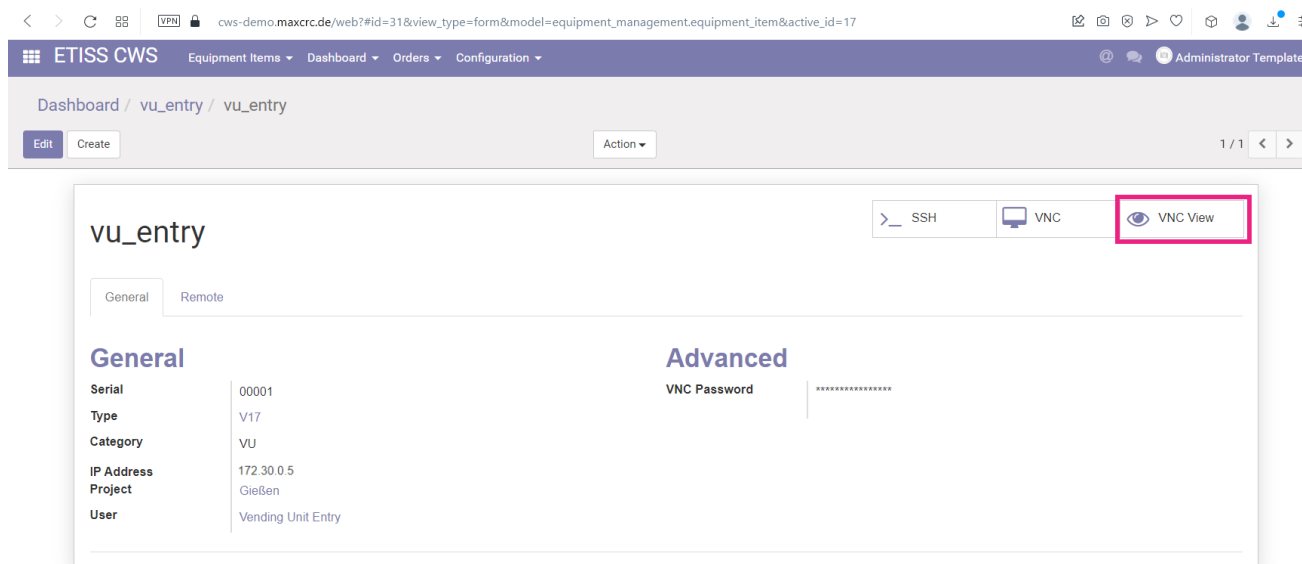 VPN cws-demo.maxcrc.de/web?#id=31&view_type=form&model=equipment_management.equipment_item&active_id=17
ETISS CWS Equipment Items Dashboard Orders Configuration @ Administrator Template
Dashboard / vu_entry / vu_entry
Edit Create Action 1 / 1
vu_entry
>_ SSH VNC VNC View
General Remote
General Advanced
Serial 00001 VNC Password ****************
Type V17
Category VU
IP Address 172.30.0.5
Project Gießen
User Vending Unit Entry